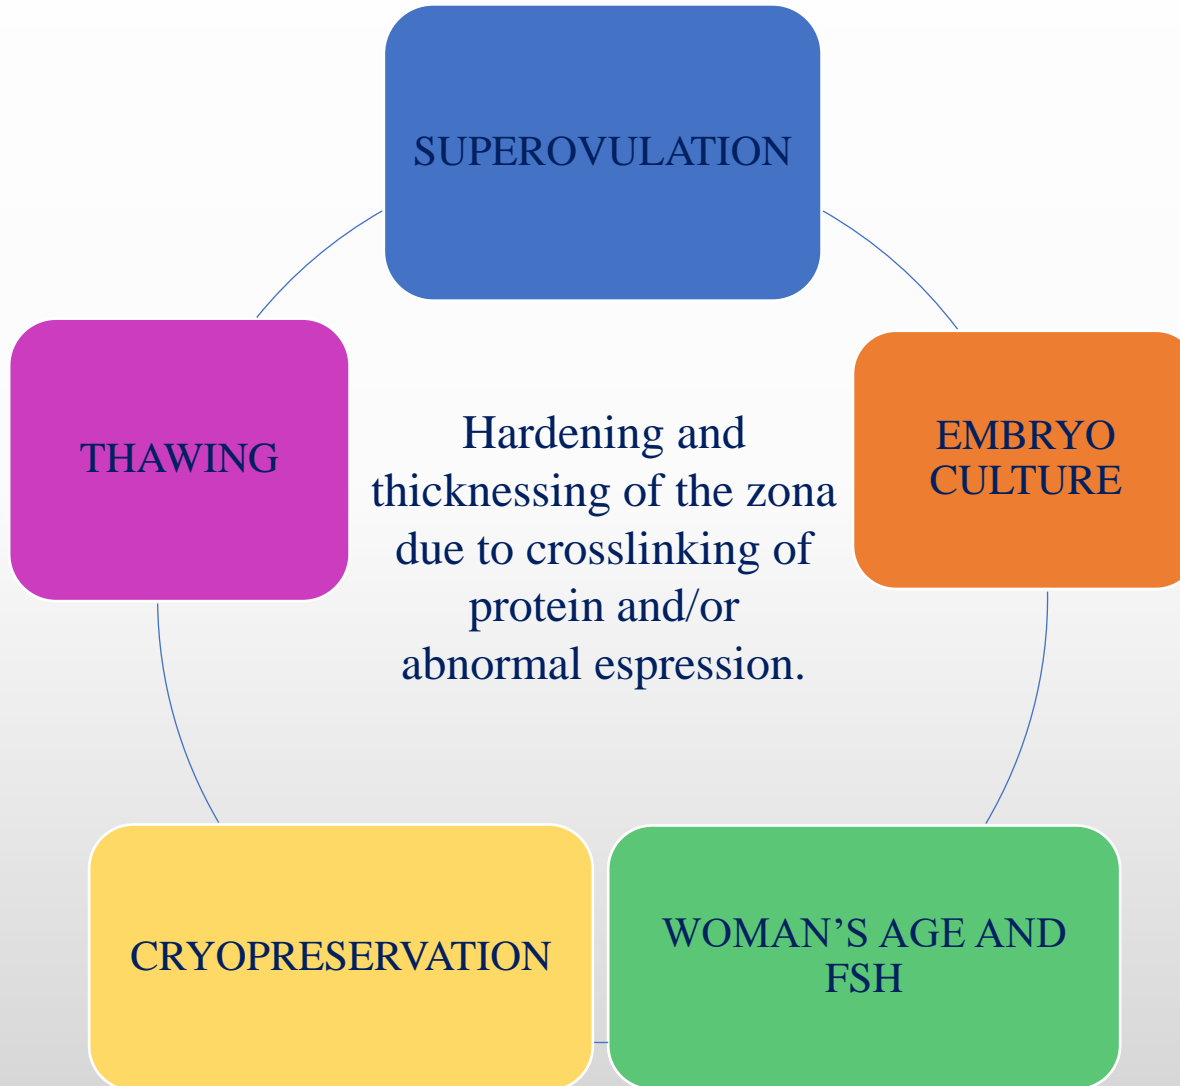 SUPEROVULATION
THAWING
Hardening and
thicknessing of the zona
due to crosslinking of
protein and/or
abnormal espression.
EMBRYO
CULTURE
CRYOPRESERVATION
WOMAN’S AGE AND
FSH